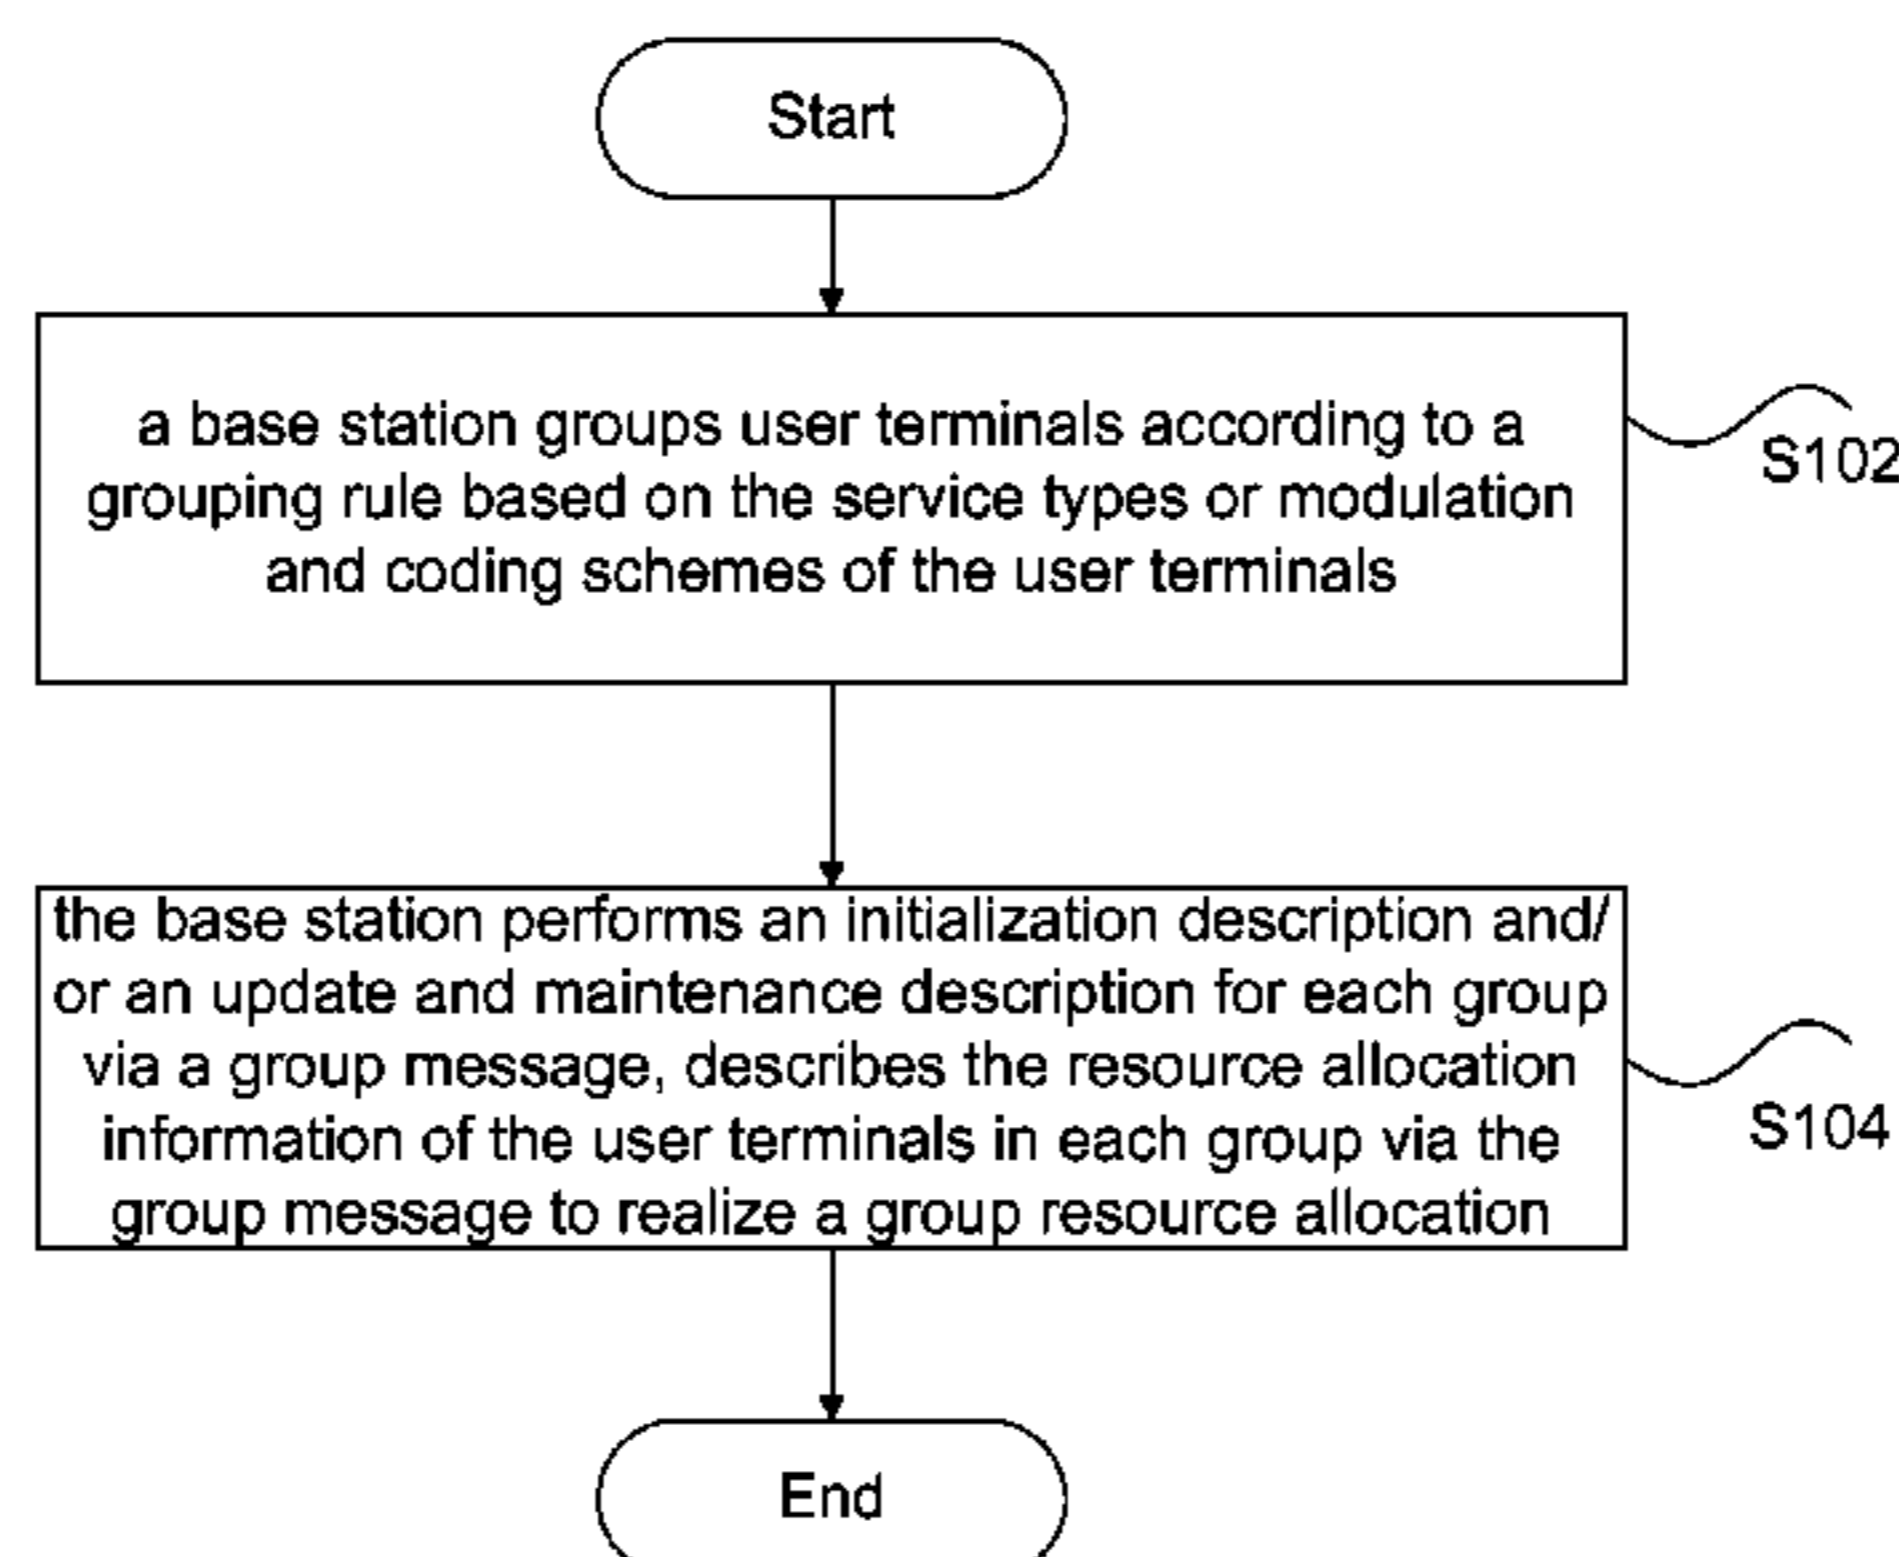 Start
a base station groups user terminals according to a
grouping rule based on the service types or modulation
and coding schemes of the user terminals
S102
the base station performs an initialization description and/
or an update and maintenance description for each group
via a group message, describes the resource allocation
information of the user terminals in each group via the
group message to realize a group resource allocation
S104
End